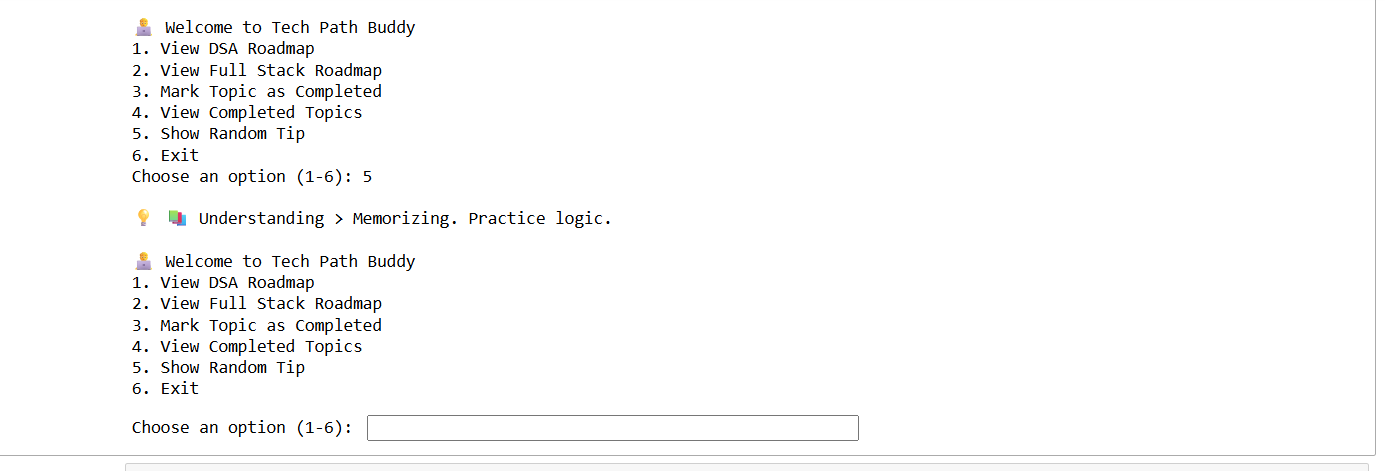 🧑‍💻 Welcome to Tech Path Buddy
1. View DSA Roadmap
2. View Full Stack Roadmap
3. Mark Topic as Completed
4. View Completed Topics
5. Show Random Tip
6. Exit
Choose an option (1-6): 5
💡 📚 Understanding > Memorizing. Practice logic.
🧑‍💻 Welcome to Tech Path Buddy
1. View DSA Roadmap
2. View Full Stack Roadmap
3. Mark Topic as Completed
4. View Completed Topics
5. Show Random Tip
6. Exit
Choose an option (1-6):